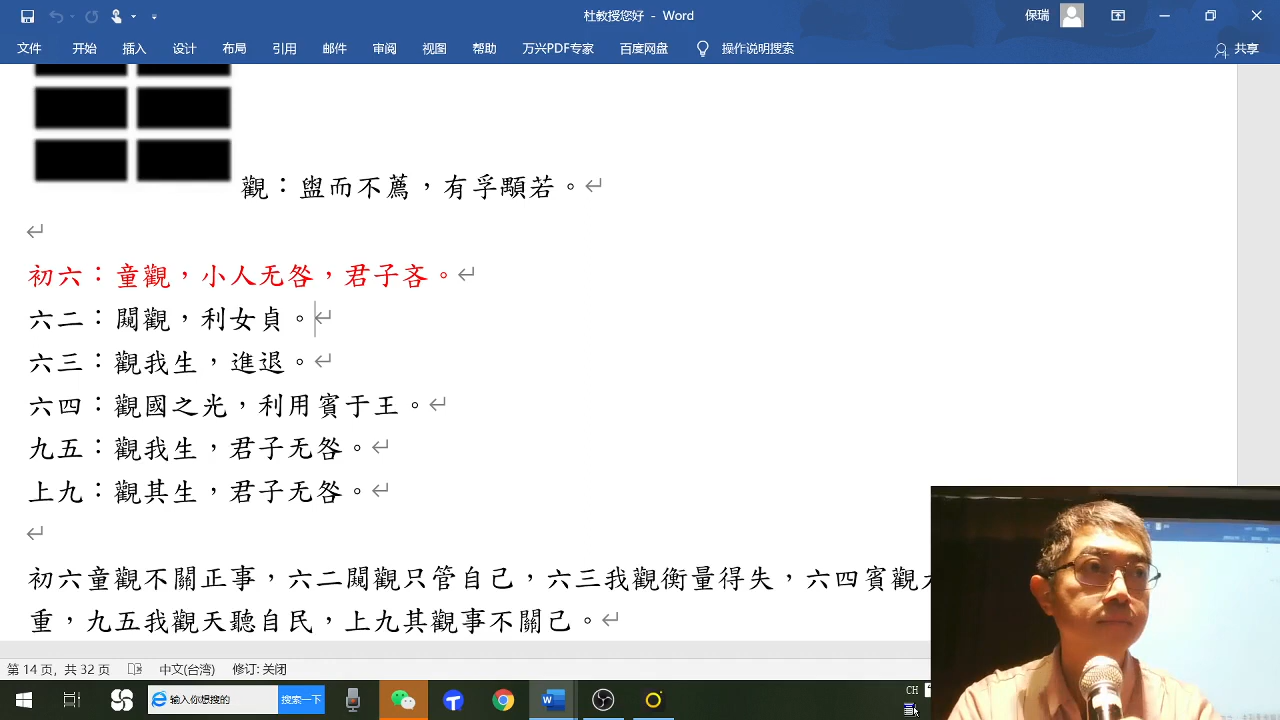 杜教授您好 - Word
保瑞
文件 开始 插入 设计 布局 引用 邮件 审阅 视图 帮助 万兴PDF专家 百度网盘 操作说明搜索 共享
觀：盥而不薦，有孚顒若。
初六：童觀，小人无咎，君子吝。
六二：闚觀，利女貞。
六三：觀我生，進退。
六四：觀國之光，利用賓于王。
九五：觀我生，君子无咎。
上九：觀其生，君子无咎。
初六童觀不關正事，六二闚觀只管自己，六三我觀衡量得失，六四賓觀
重，九五我觀天聽自民，上九其觀事不關己。
第 14 页，共 32 页 中文(台湾) 修订: 关闭
输入你想搜的 搜索一下
CH